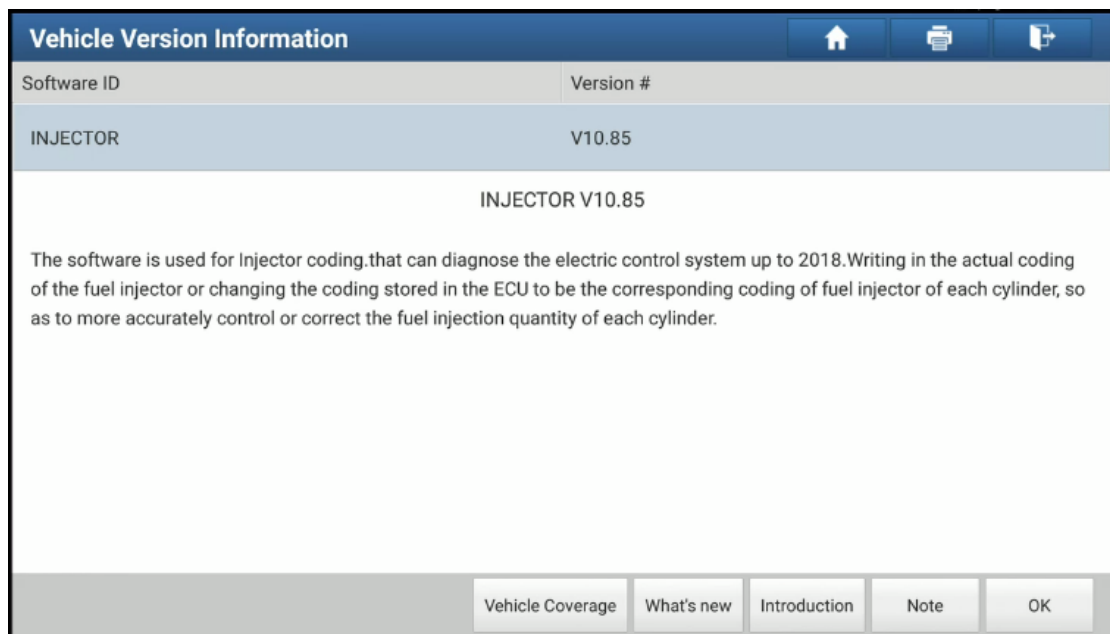 Vehicle Version Information
Software ID Version #
INJECTOR V10.85
INJECTOR V10.85
The software is used for Injector coding.that can diagnose the electric control system up to 2018.Writing in the actual coding
of the fuel injector or changing the coding stored in the ECU to be the corresponding coding of fuel injector of each cylinder, so
as to more accurately control or correct the fuel injection quantity of each cylinder.
Vehicle Coverage What's new Introduction Note OK